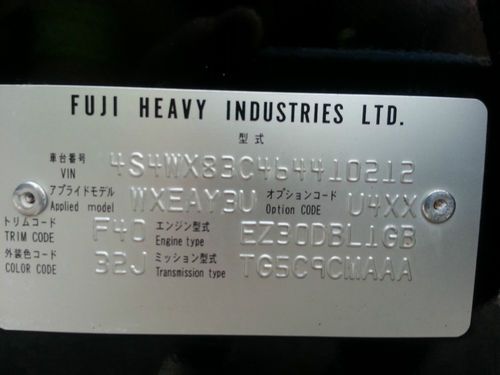 FUJI HEAVY INDUSTRIES LTD.
型式
車台番号 VIN 4S4WX83C464410212
アプライドモデル Applied model WXEAY3U オプションコード Option CODE U4XX
トリムコード TRIM CODE F40 エンジン型式 Engine type EZ30DBL1GB
外装色コード COLOR CODE 32J ミッション型式 Transmission type TG5C9CMAAA